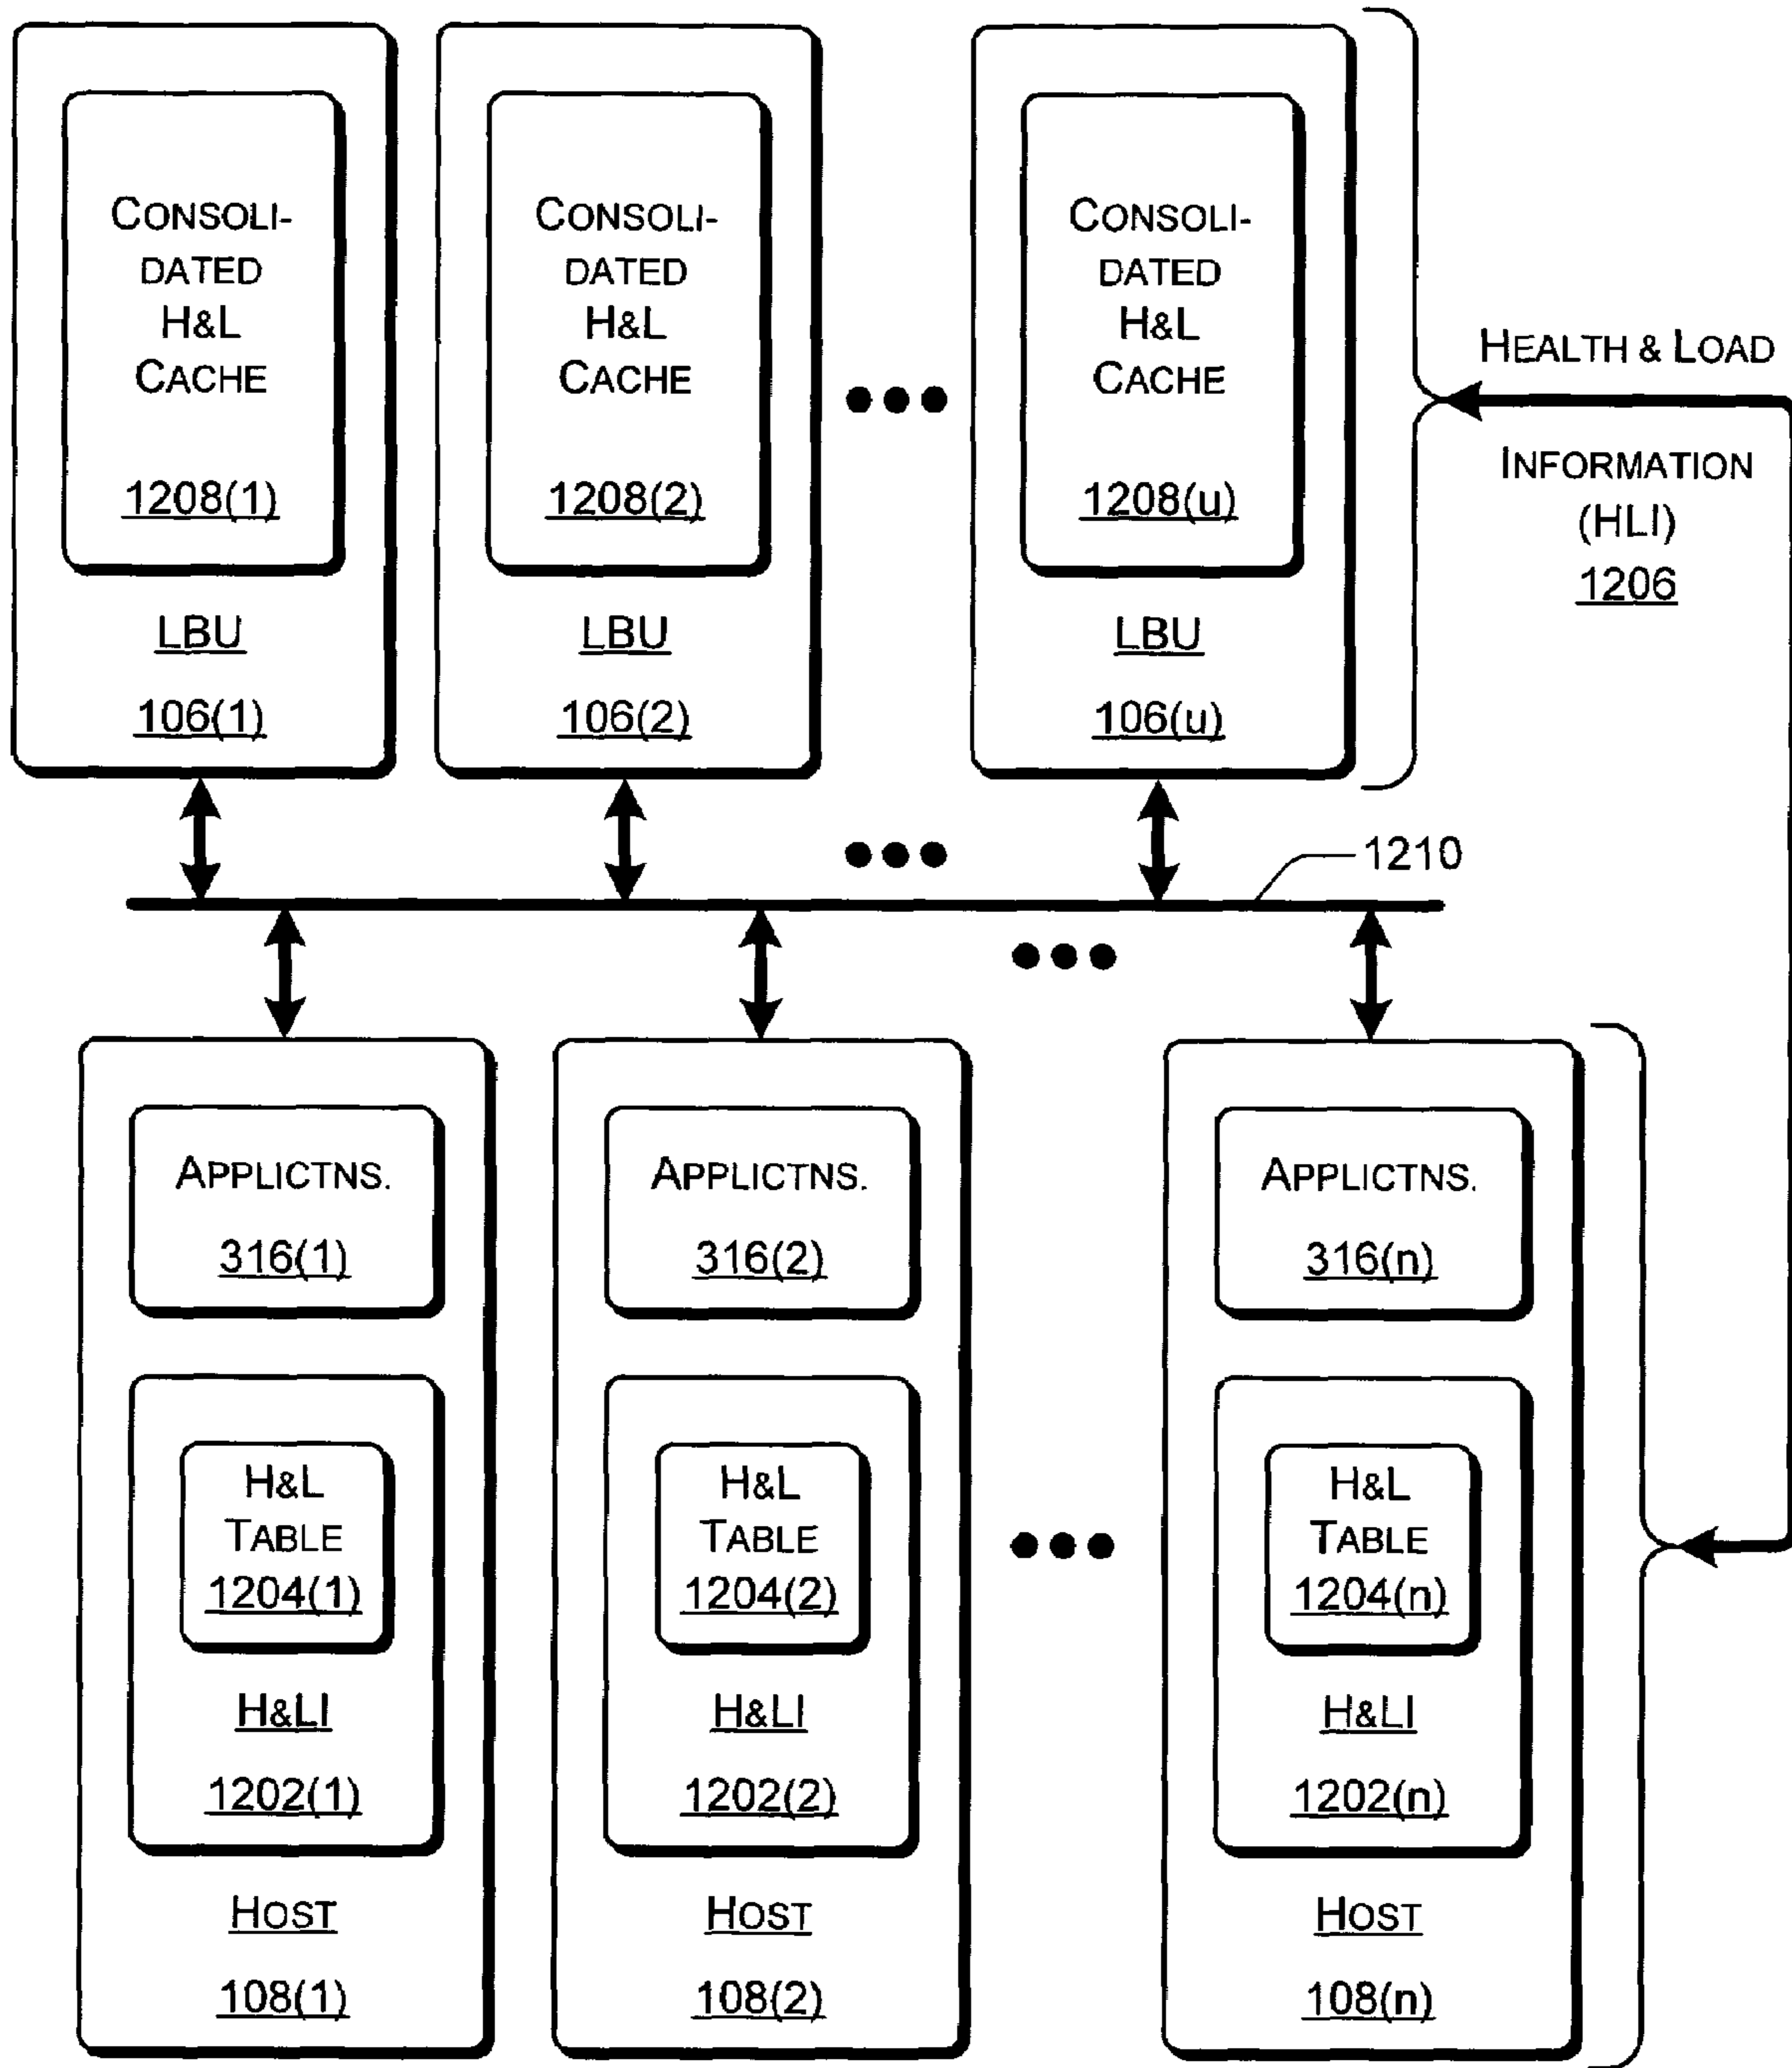 CONSOLI-
DATED
H&L
CACHE
1208(1)
LBU
106(1)
CONSOLI-
DATED
H&L
CACHE
1208(2)
LBU
106(2)
CONSOLI-
DATED
H&L
CACHE
1208(u)
LBU
106(u)
HEALTH & LOAD
INFORMATION
(HLI)
1206
1210
APPLICTNS.
316(1)
H&L
TABLE
1204(1)
H&LI
1202(1)
HOST
108(1)
APPLICTNS.
316(2)
H&L
TABLE
1204(2)
H&LI
1202(2)
HOST
108(2)
APPLICTNS.
316(n)
H&L
TABLE
1204(n)
H&LI
1202(n)
HOST
108(n)